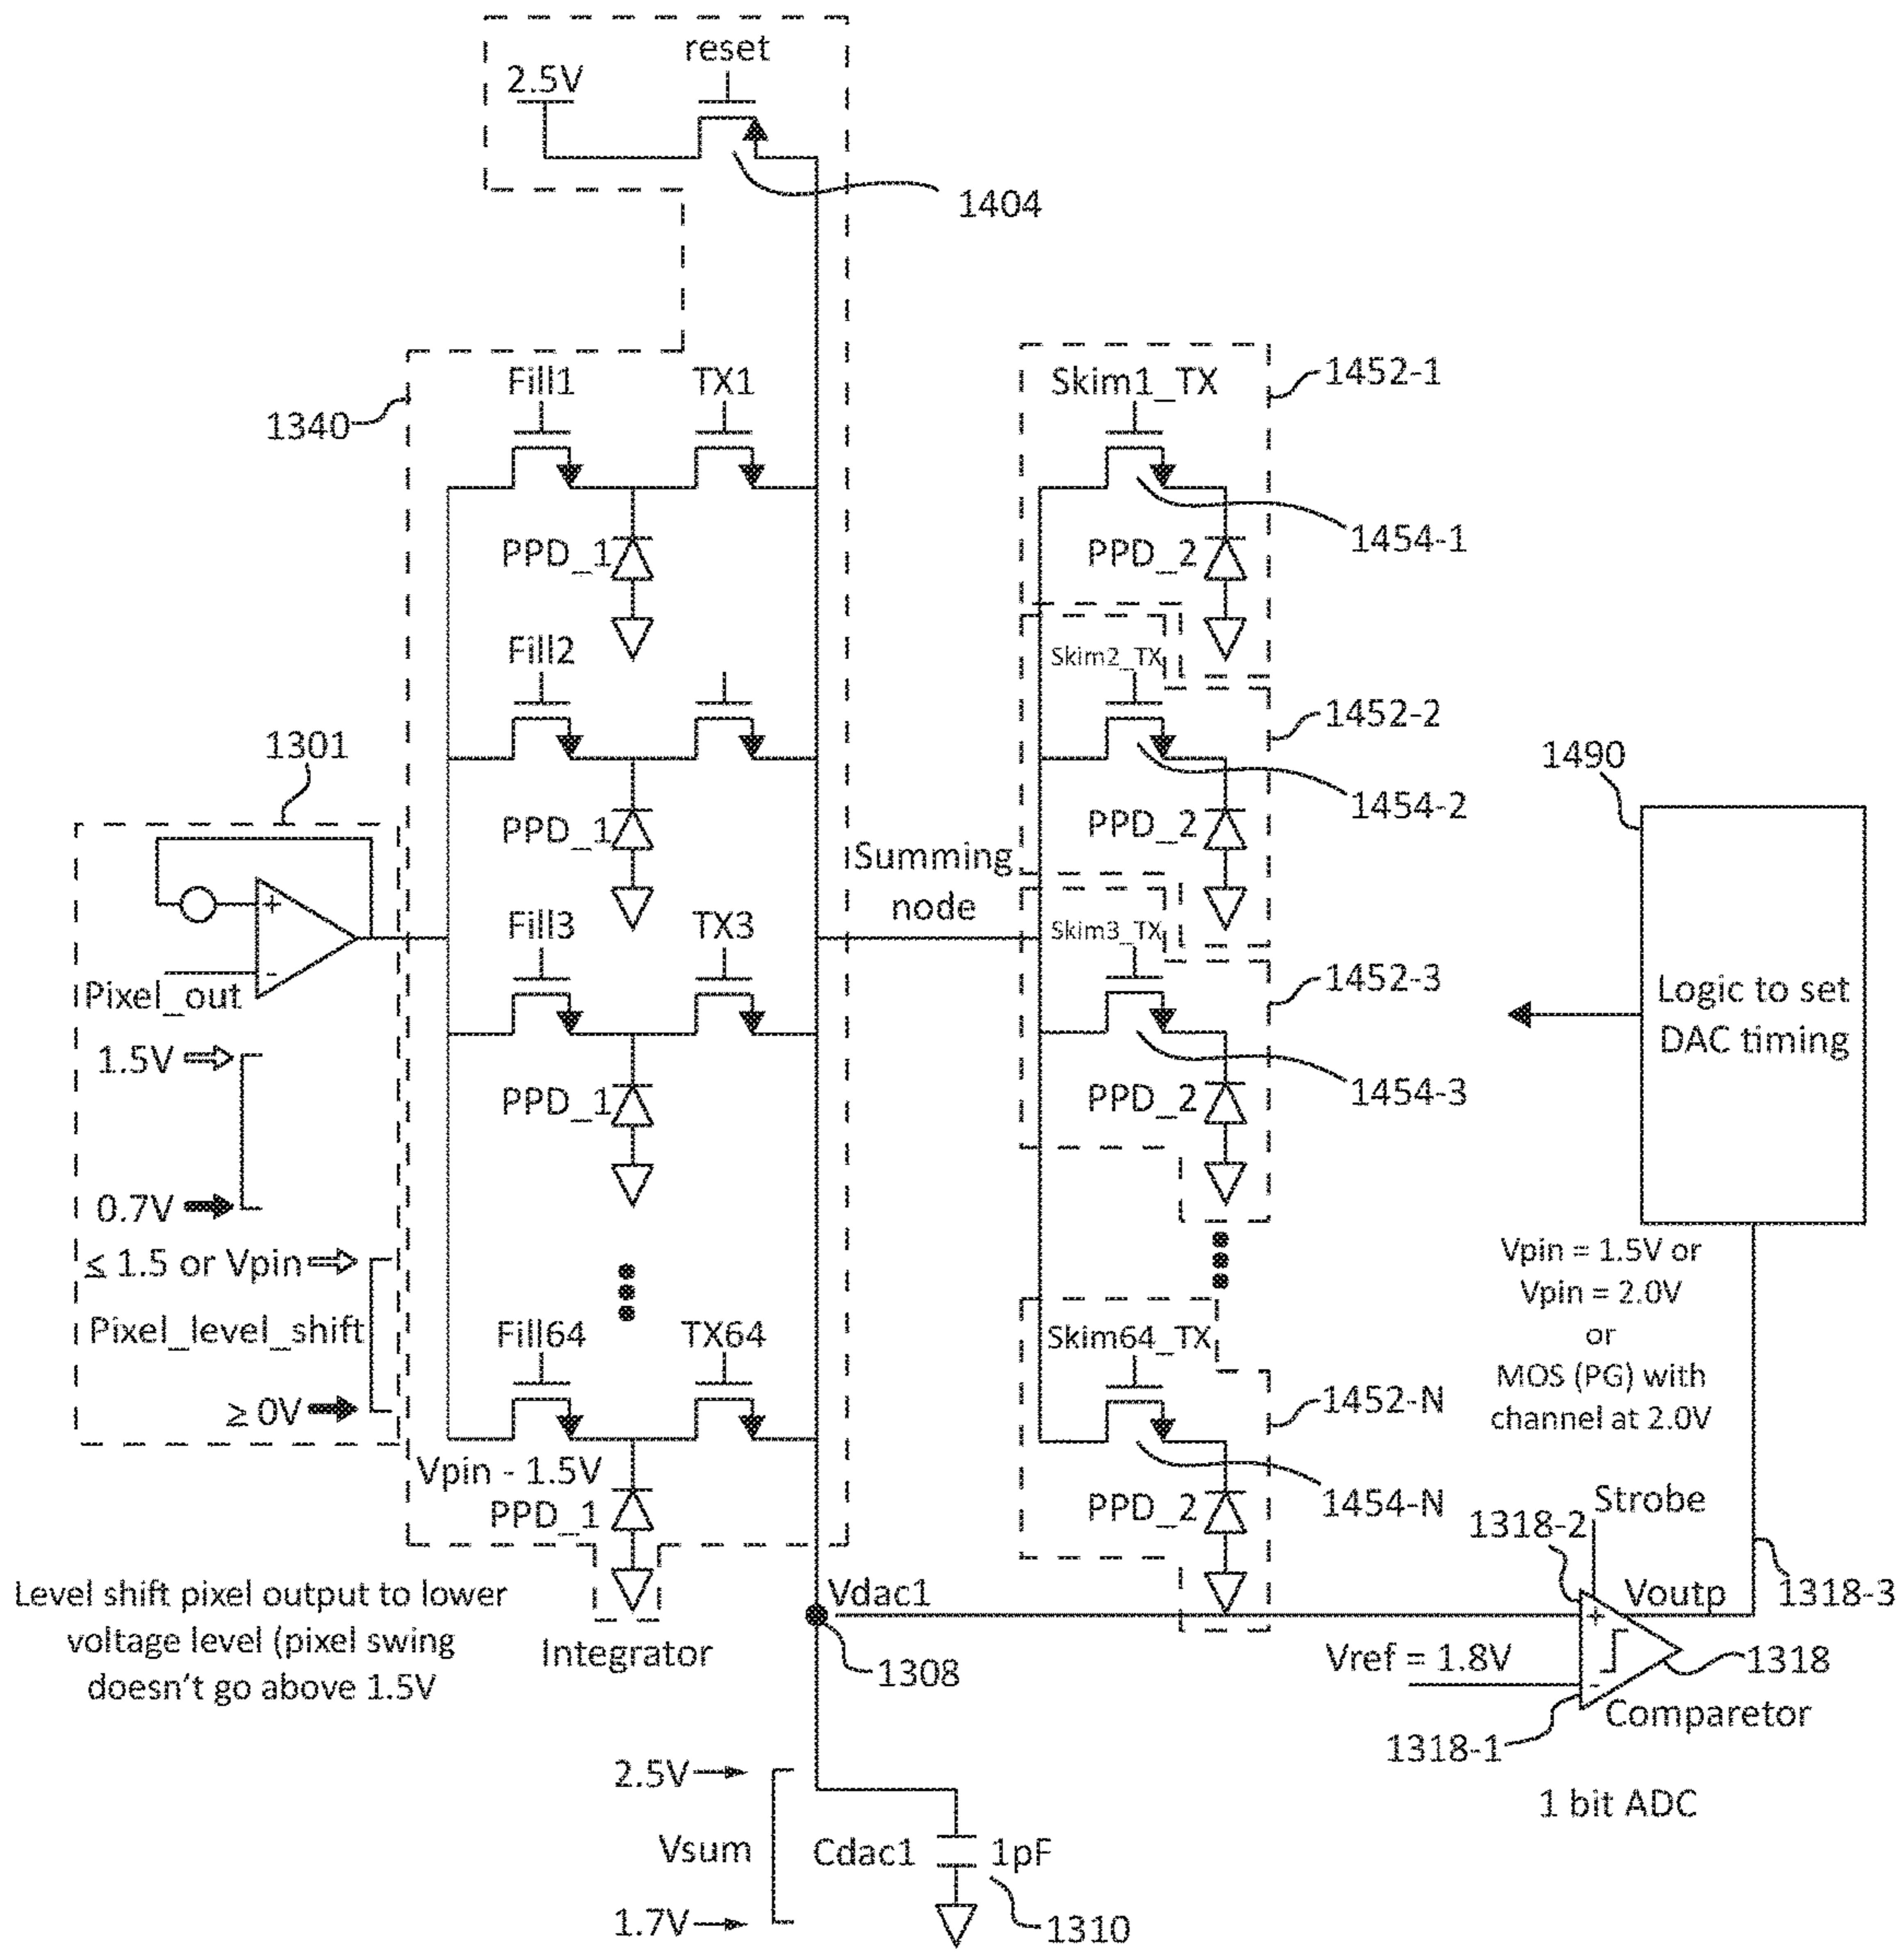 reset
2.5V
1404
Fill1
TX1
Skim1_TX
1452-1
1340
PPD_1
PPD_2
1454-1
Fill2
Skim2_TX
1452-2
1301
1490
PPD_1
PPD_2
1454-2
Summing
node
+
-
Pixel_out
Fill3
TX3
Skim3_TX
1452-3
Logic to set
DAC timing
1.5V
PPD_1
PPD_2
1454-3
0.7V
≤ 1.5 or Vpin
Pixel_level_shift
≥ 0V
Vpin = 1.5V or
Vpin = 2.0V
or
MOS (PG) with
channel at 2.0V
Fill64
TX64
Skim64_TX
1452-N
Vpin - 1.5V
PPD_1
PPD_2
1454-N
Strobe
1318-2
Level shift pixel output to lower
voltage level (pixel swing
doesn't go above 1.5V
Integrator
Vdac1
1308
+
-
Voutp
1318-3
Vref = 1.8V
1318
Comparetor
1318-1
1 bit ADC
2.5V
Vsum
1.7V
Cdac1
1pF
1310